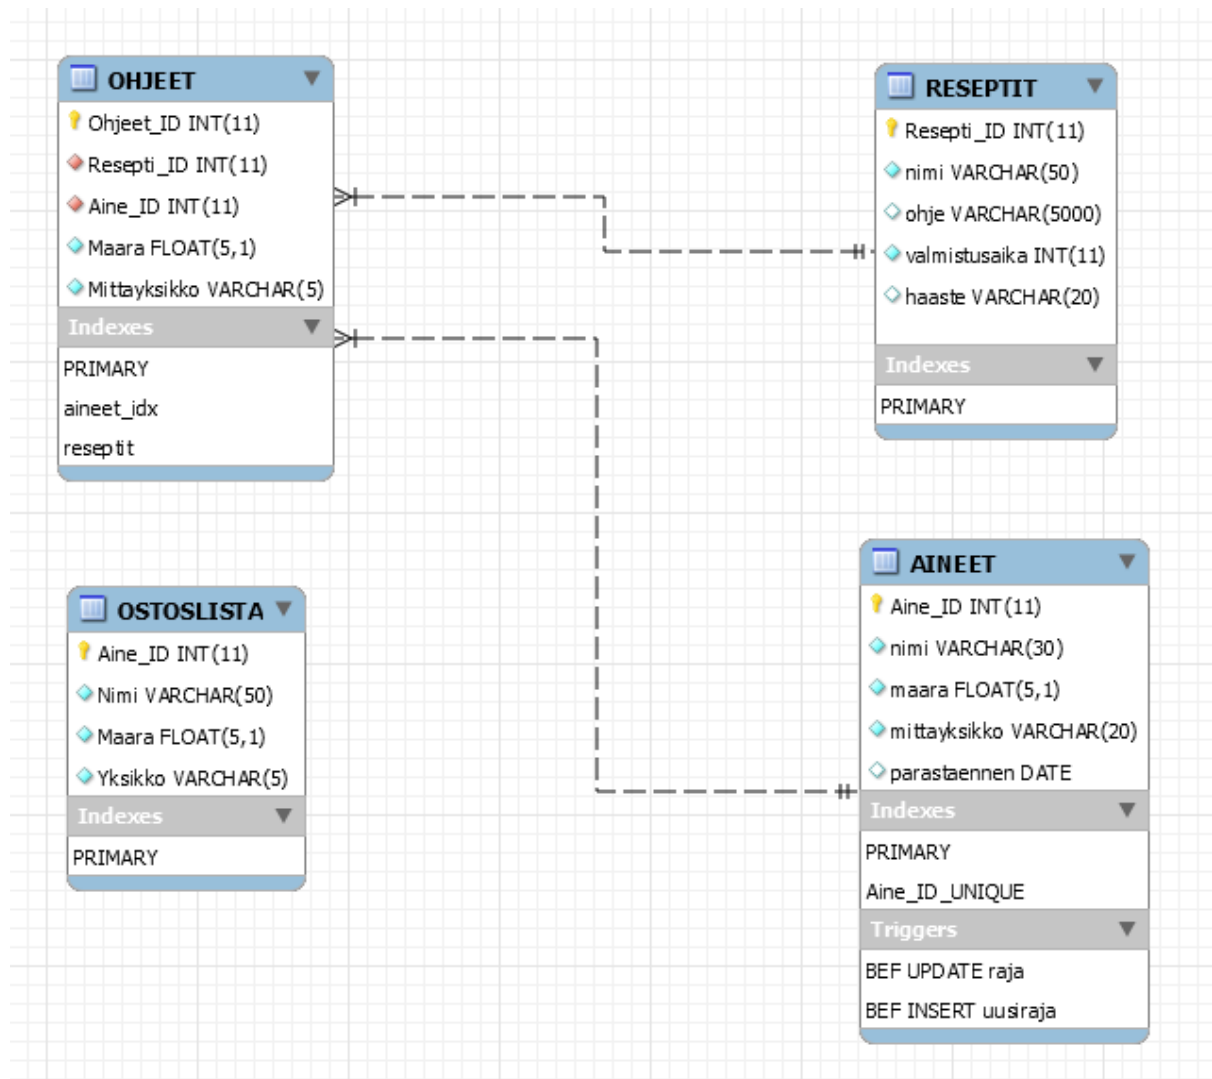 OHJEET
Ohjeet_ID INT(11)
Resepti_ID INT(11)
Aine_ID INT(11)
Maara FLOAT(5,1)
Mittayksikko VARCHAR(5)
Indexes
PRIMARY
aineet_idx
reseptit
RESEPTIT
Resepti_ID INT(11)
nimi VARCHAR(50)
ohje VARCHAR(5000)
valmistusaika INT(11)
haaste VARCHAR(20)
Indexes
PRIMARY
OSTOSLISTA
Aine_ID INT(11)
Nimi VARCHAR(50)
Maara FLOAT(5,1)
Yksikko VARCHAR(5)
Indexes
PRIMARY
AINEET
Aine_ID INT(11)
nimi VARCHAR(30)
maara FLOAT(5,1)
mittayksikko VARCHAR(20)
parastaennen DATE
Indexes
PRIMARY
Aine_ID_UNIQUE
Triggers
BEF UPDATE raja
BEF INSERT uusiraja